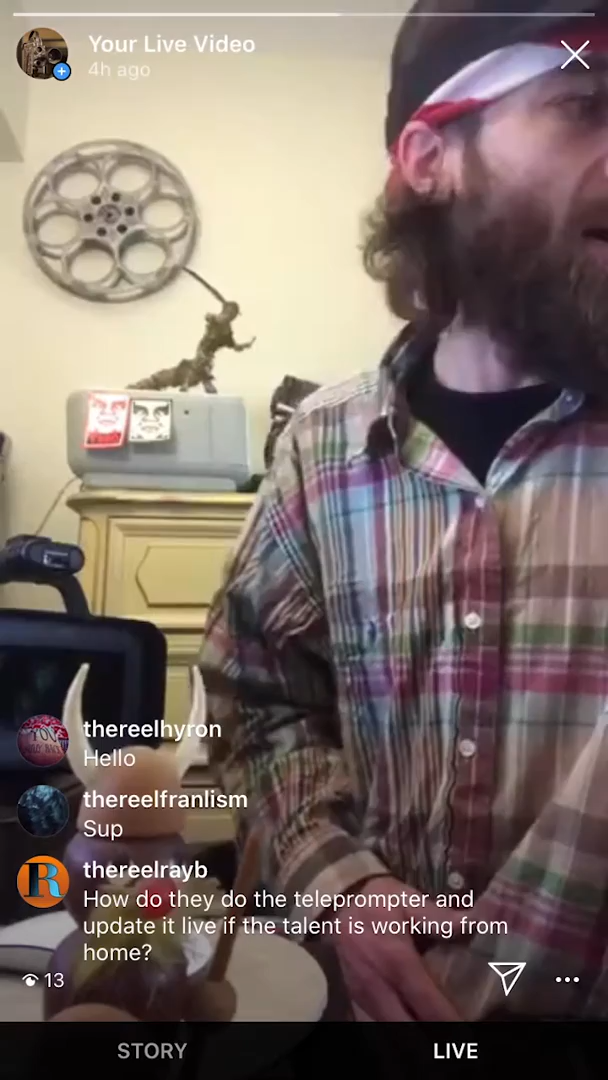 Your Live Video
4h ago
thereelhyron
Hello
thereelfranlism
Sup
thereelrayb
How do they do the teleprompter and
update it live if the talent is working from
home?
13
STORY
LIVE